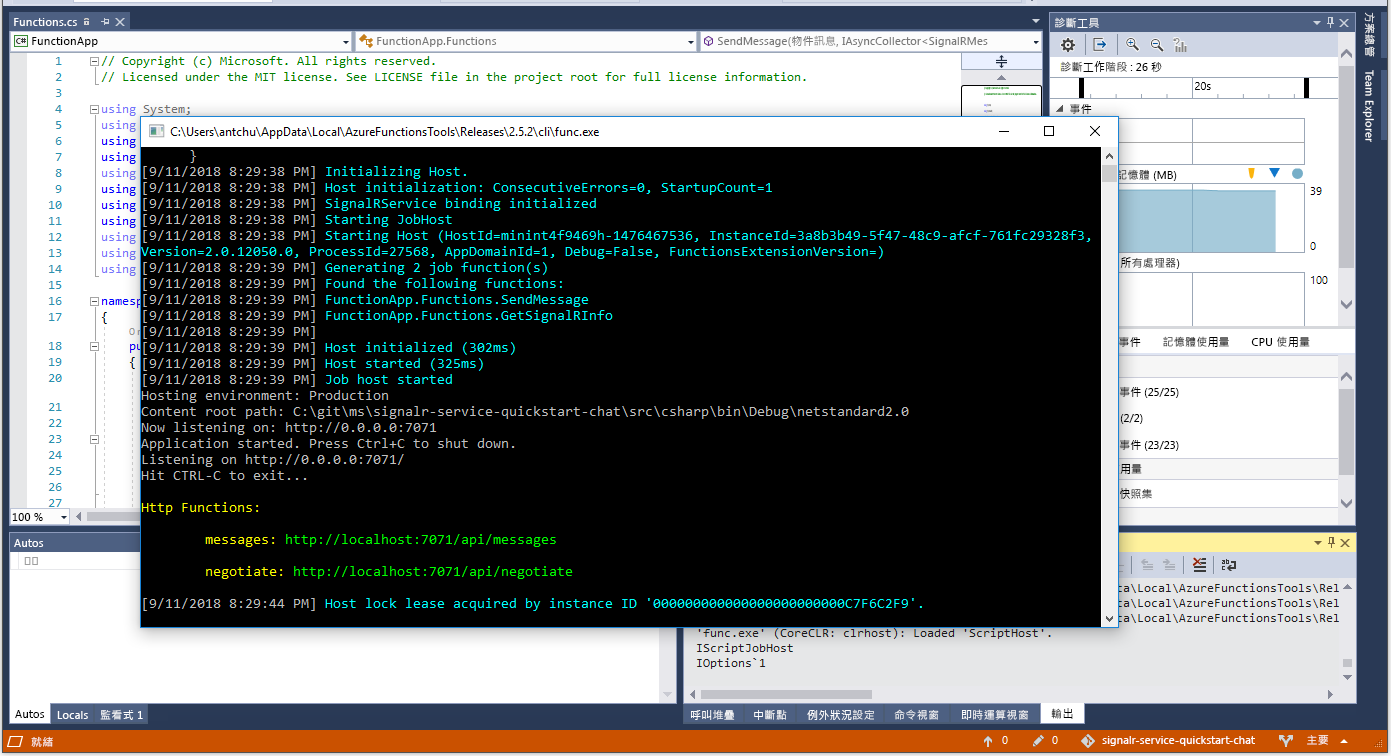 Functions.cs
FunctionApp
FunctionApp.Functions
SendMessage(物件訊息, IAsyncCollector<SignalRMes
1 // Copyright (c) Microsoft. All rights reserved.
2 // Licensed under the MIT license. See LICENSE file in the project root for full license information.
3
4 using System;
5 using
6 using
7 using
8 using
9 using
10 using
11 using
12 using
13 using
14 using
15
16 namesp
17 {
18 pu
19 {
20
21
22
23
24
25
26
27
100 %
C:\Users\antchu\AppData\Local\AzureFunctionsTools\Releases\2.5.2\cli\func.exe
}
[9/11/2018 8:29:38 PM] Initializing Host.
[9/11/2018 8:29:38 PM] Host initialization: ConsecutiveErrors=0, StartupCount=1
[9/11/2018 8:29:38 PM] SignalRService binding initialized
[9/11/2018 8:29:38 PM] Starting JobHost
[9/11/2018 8:29:38 PM] Starting Host (HostId=minint4f9469h-1476467536, InstanceId=3a8b3b49-5f47-48c9-afcf-761fc29328f3,
Version=2.0.12050.0, ProcessId=27568, AppDomainId=1, Debug=False, FunctionsExtensionVersion=)
[9/11/2018 8:29:39 PM] Generating 2 job function(s)
[9/11/2018 8:29:39 PM] Found the following functions:
[9/11/2018 8:29:39 PM] FunctionApp.Functions.SendMessage
[9/11/2018 8:29:39 PM] FunctionApp.Functions.GetSignalRInfo
[9/11/2018 8:29:39 PM]
[9/11/2018 8:29:39 PM] Host initialized (302ms)
[9/11/2018 8:29:39 PM] Host started (325ms)
[9/11/2018 8:29:39 PM] Job host started
Hosting environment: Production
Content root path: C:\git\ms\signalr-service-quickstart-chat\src\csharp\bin\Debug\netstandard2.0
Now listening on: http://0.0.0.0:7071
Application started. Press Ctrl+C to shut down.
Listening on http://0.0.0.0:7071/
Hit CTRL-C to exit...
Http Functions:
messages: http://localhost:7071/api/messages
negotiate: http://localhost:7071/api/negotiate
[9/11/2018 8:29:44 PM] Host lock lease acquired by instance ID '000000000000000000000000C7F6C2F9'.
診斷工具
診斷工作階段 : 26 秒
20s
事件
記憶體 (MB)
39
0
所有處理器)
100
事件 記憶體使用量 CPU 使用量
事件 (25/25)
(2/2)
事件 (23/23)
用量
快照集
方案總管
Team Explorer
Autos
Autos Locals 監看式 1
ta\Local\AzureFunctionsTools\Rel
ta\Local\AzureFunctionsTools\Rel
ta\Local\AzureFunctionsTools\Rel
'func.exe' (CoreCLR: clrhost): Loaded 'ScriptHost'.
IScriptJobHost
IOptions`1
呼叫堆疊 中斷點 例外狀況設定 命令視窗 即時運算視窗 輸出
就緒
0 0 signalr-service-quickstart-chat 主要